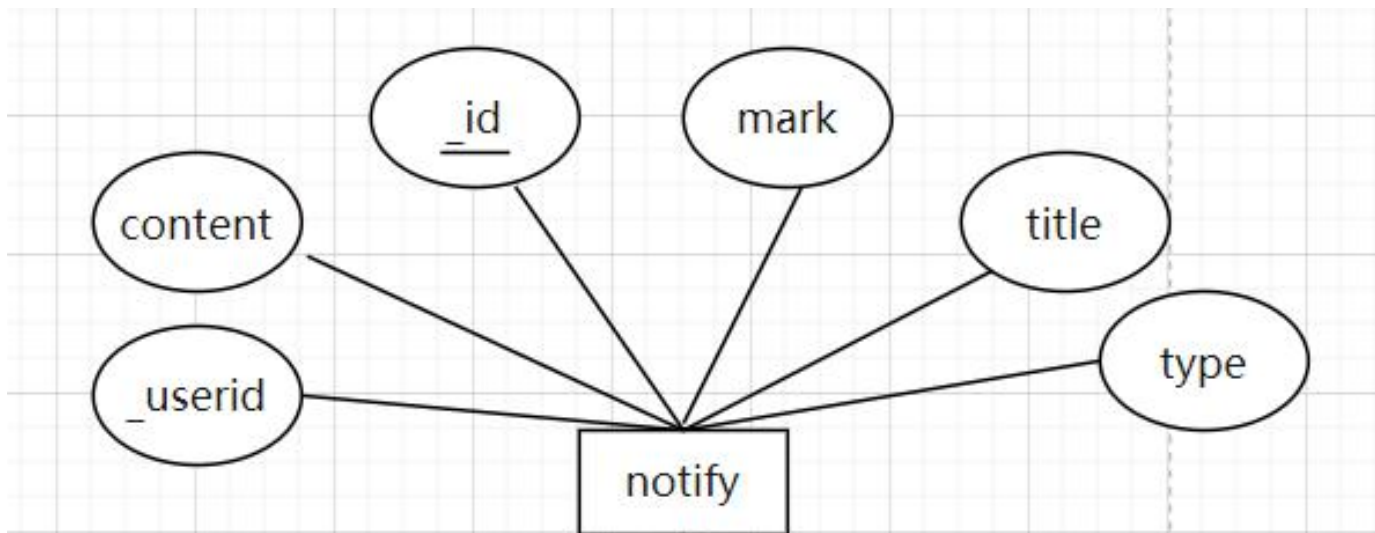 _id
mark
content
title
type
_userid
notify